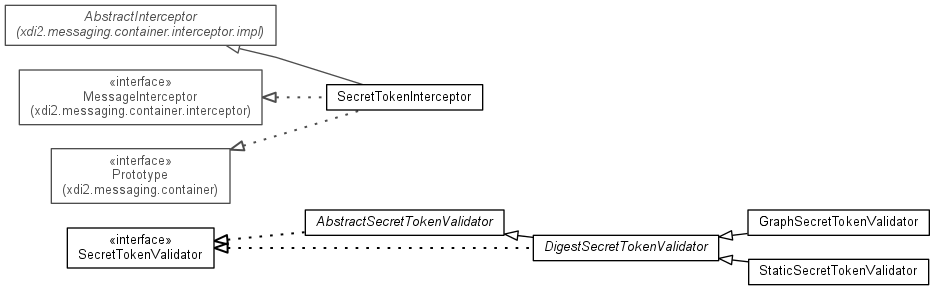 AbstractInterceptor
(xdi2.messaging.container.interceptor.impl)
«interface»
MessageInterceptor
(xdi2.messaging.container.interceptor)
SecretTokenInterceptor
«interface»
Prototype
(xdi2.messaging.container)
«interface»
SecretTokenValidator
AbstractSecretTokenValidator
DigestSecretTokenValidator
GraphSecretTokenValidator
StaticSecretTokenValidator